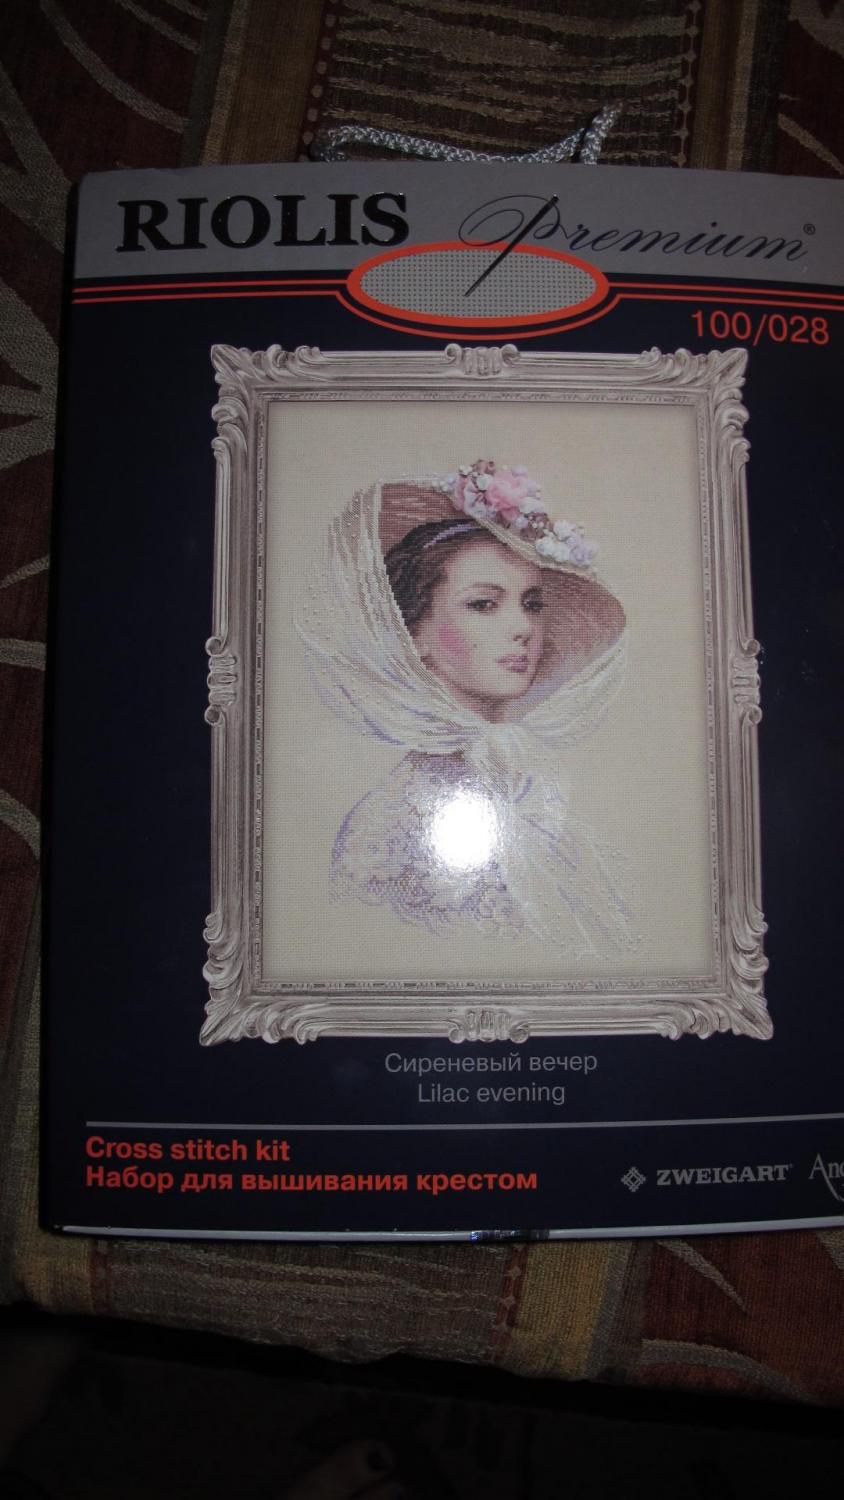 RIOLIS Premium®
100/028
Сиреневый вечер
Lilac evening
Cross stitch kit
Набор для вышивания крестом
ZWEIGART